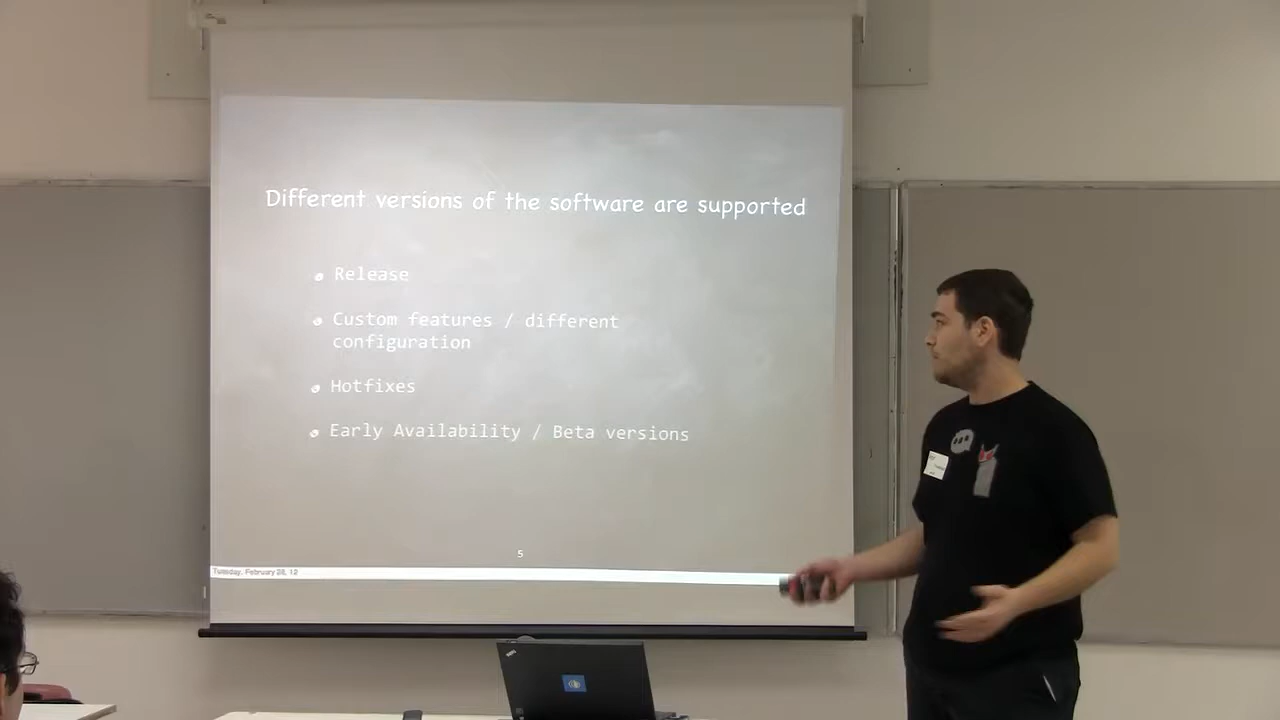 Different versions of the software are supported
Release
Custom features / different
configuration
Hotfixes
Early Availability / Beta versions
5
Tuesday, February 28, 12